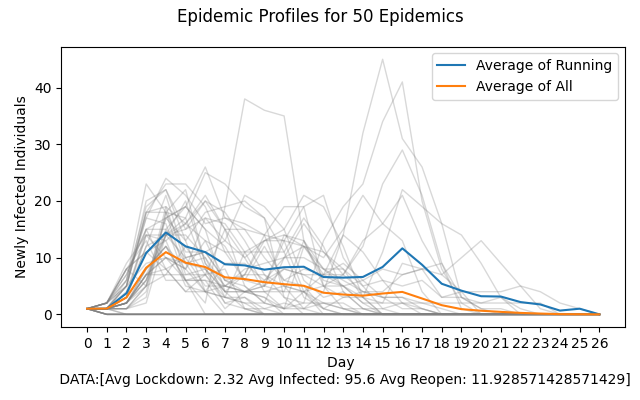 Epidemic Profiles for 50 Epidemics
Average of Running
Average of All
Newly Infected Individuals
40
30
20
10
0
0 1 2 3 4 5 6 7 8 9 10 11 12 13 14 15 16 17 18 19 20 21 22 23 24 25 26
Day
DATA:[Avg Lockdown: 2.32 Avg Infected: 95.6 Avg Reopen: 11.928571428571429]